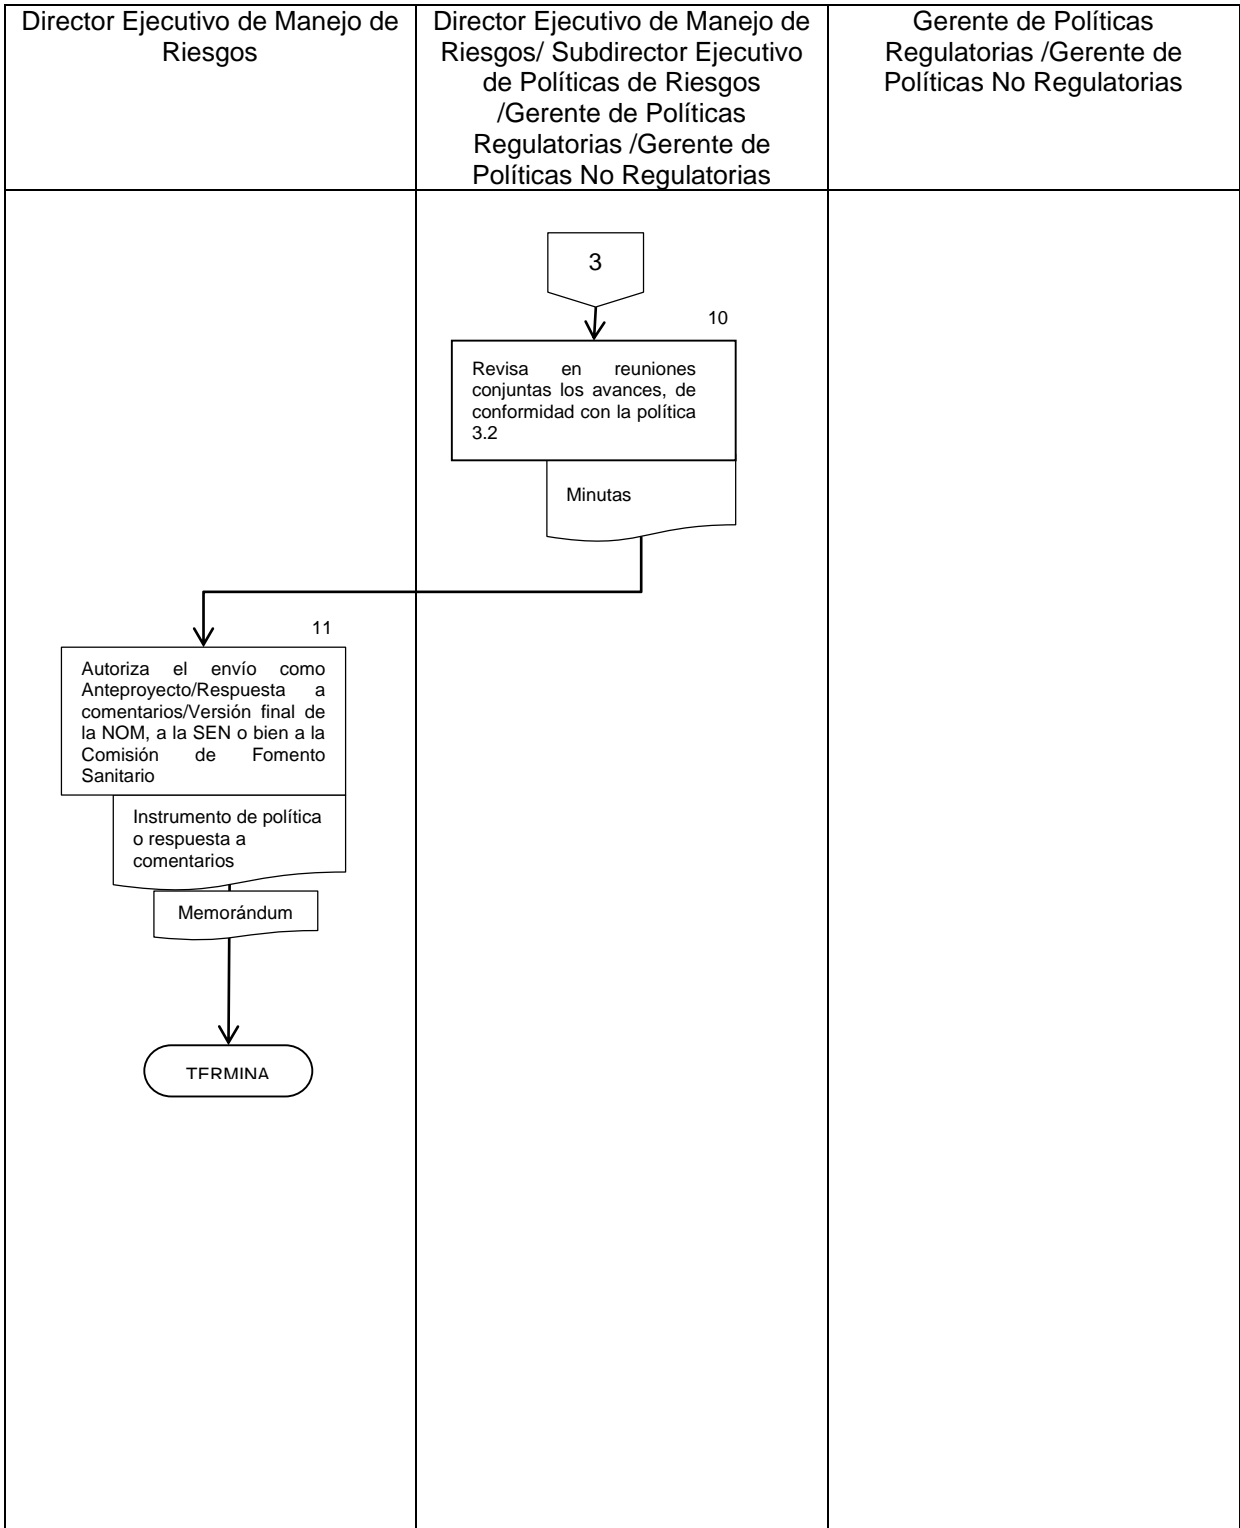 Director Ejecutivo de Manejo de
Riesgos
Director Ejecutivo de Manejo de
Riesgos/ Subdirector Ejecutivo
de Políticas de Riesgos
/Gerente de Políticas
Regulatorias /Gerente de
Políticas No Regulatorias
Gerente de Políticas
Regulatorias /Gerente de
Políticas No Regulatorias
3
10
Revisa en reuniones
conjuntas los avances, de
conformidad con la política
3.2
Minutas
11
Autoriza el envío como
Anteproyecto/Respuesta a
comentarios/Versión final de
la NOM, a la SEN o bien a la
Comisión de Fomento
Sanitario
Instrumento de política
o respuesta a
comentarios
Memorándum
TERMINA